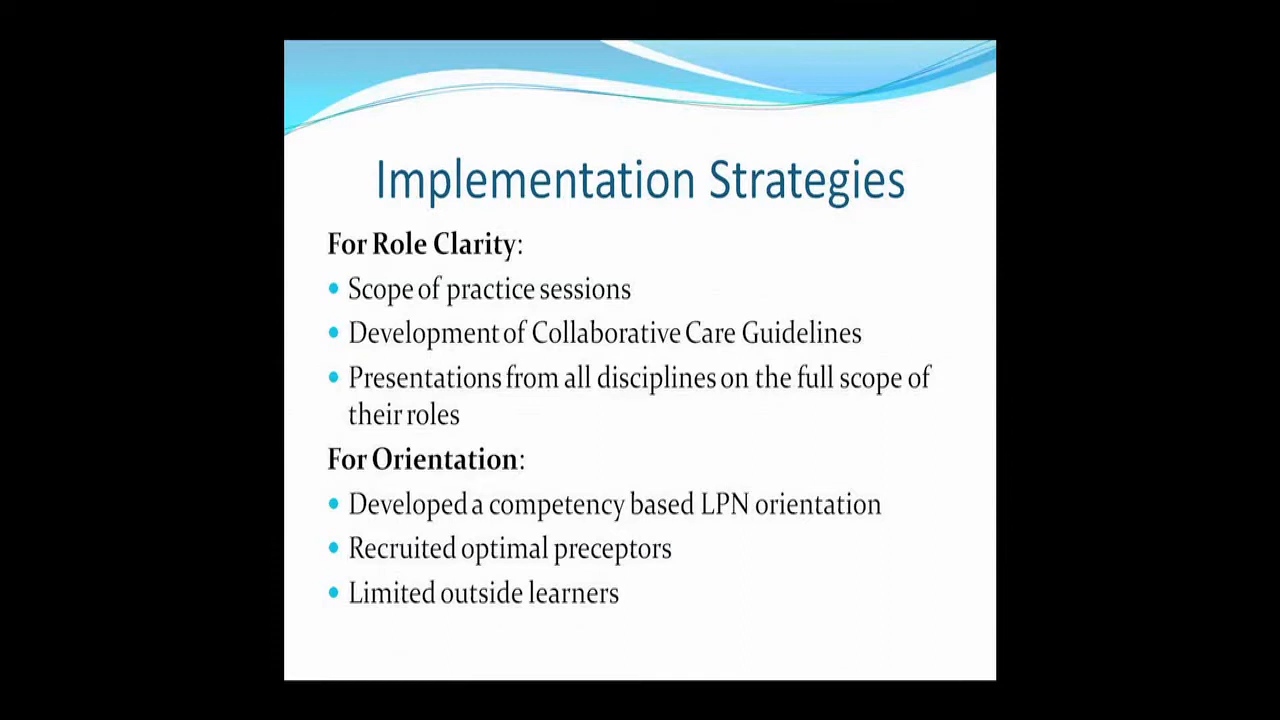 Implementation Strategies
For Role Clarity:
• Scope of practice sessions
• Development of Collaborative Care Guidelines
• Presentations from all disciplines on the full scope of
their roles
For Orientation:
• Developed a competency based LPN orientation
• Recruited optimal preceptors
• Limited outside learners